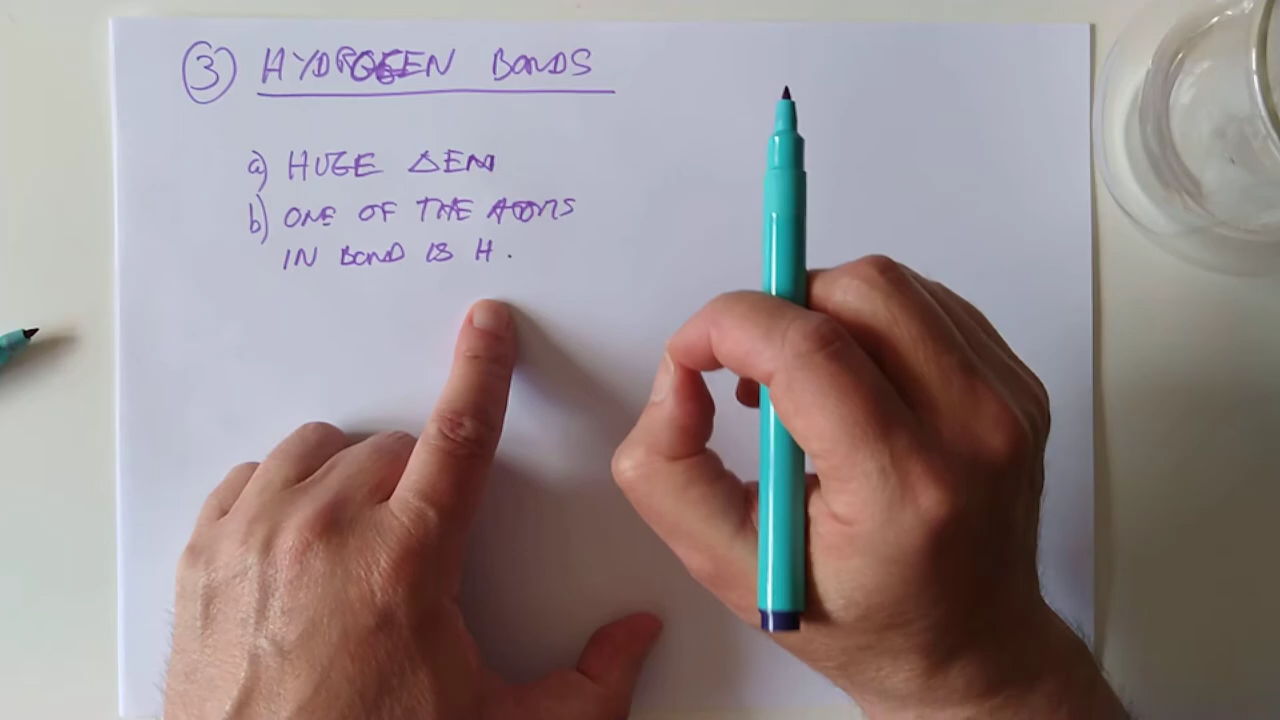 ③ HYDROGEN BONDS
a) HUGE ΔEN
b) ONE OF THE ATOMS
IN BOND IS H.